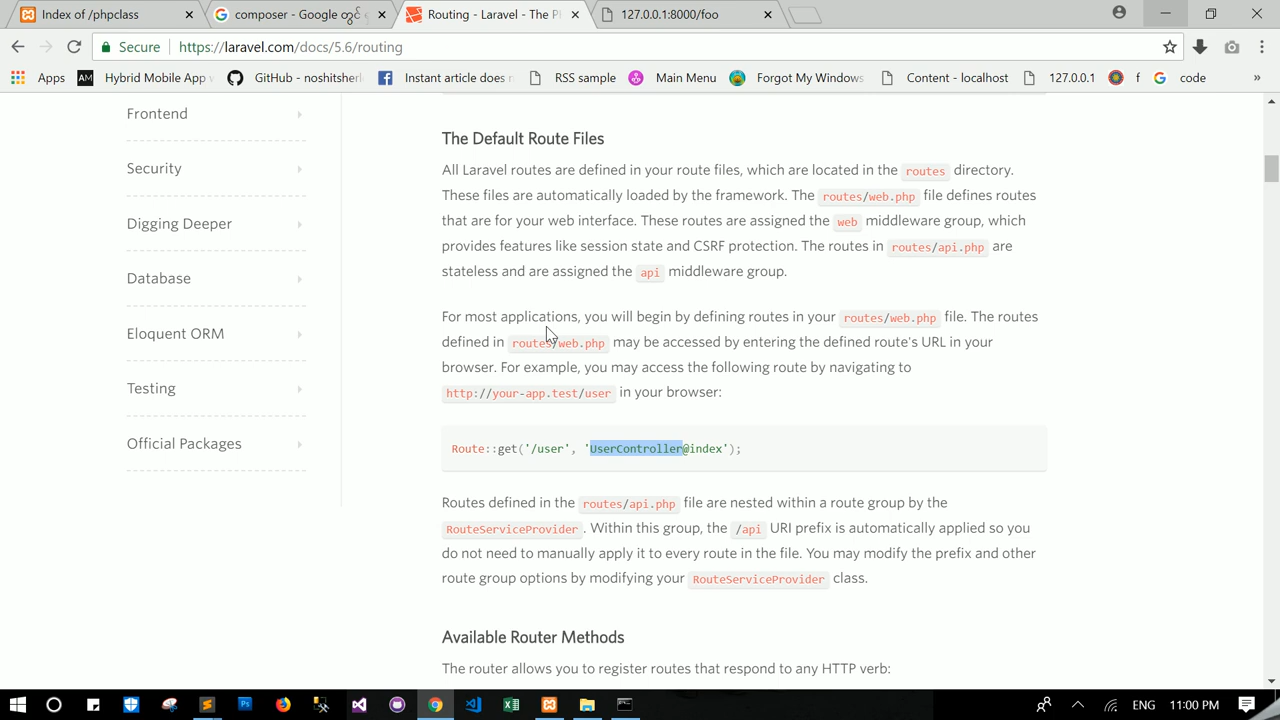 Index of /phpclass
composer - Google
Routing - Laravel - The P
127.0.0.1:8000/foo
Secure
https://laravel.com/docs/5.6/routing
Apps
AM
Hybrid Mobile App
GitHub - noshitsherl
Instant article does
RSS sample
Main Menu
Forgot My Windows
Content - localhost
127.0.0.1
f
code
»
Frontend
Security
Digging Deeper
Database
Eloquent ORM
Testing
Official Packages
The Default Route Files
All Laravel routes are defined in your route files, which are located in the routes directory.
These files are automatically loaded by the framework. The routes/web.php file defines routes
that are for your web interface. These routes are assigned the web middleware group, which
provides features like session state and CSRF protection. The routes in routes/api.php are
stateless and are assigned the api middleware group.
For most applications, you will begin by defining routes in your routes/web.php file. The routes
defined in routes/web.php may be accessed by entering the defined route's URL in your
browser. For example, you may access the following route by navigating to
http://your-app.test/user in your browser:
Route::get('/user', 'UserController@index');
Routes defined in the routes/api.php file are nested within a route group by the
RouteServiceProvider. Within this group, the /api URI prefix is automatically applied so you
do not need to manually apply it to every route in the file. You may modify the prefix and other
route group options by modifying your RouteServiceProvider class.
Available Router Methods
The router allows you to register routes that respond to any HTTP verb:
ENG
11:00 PM